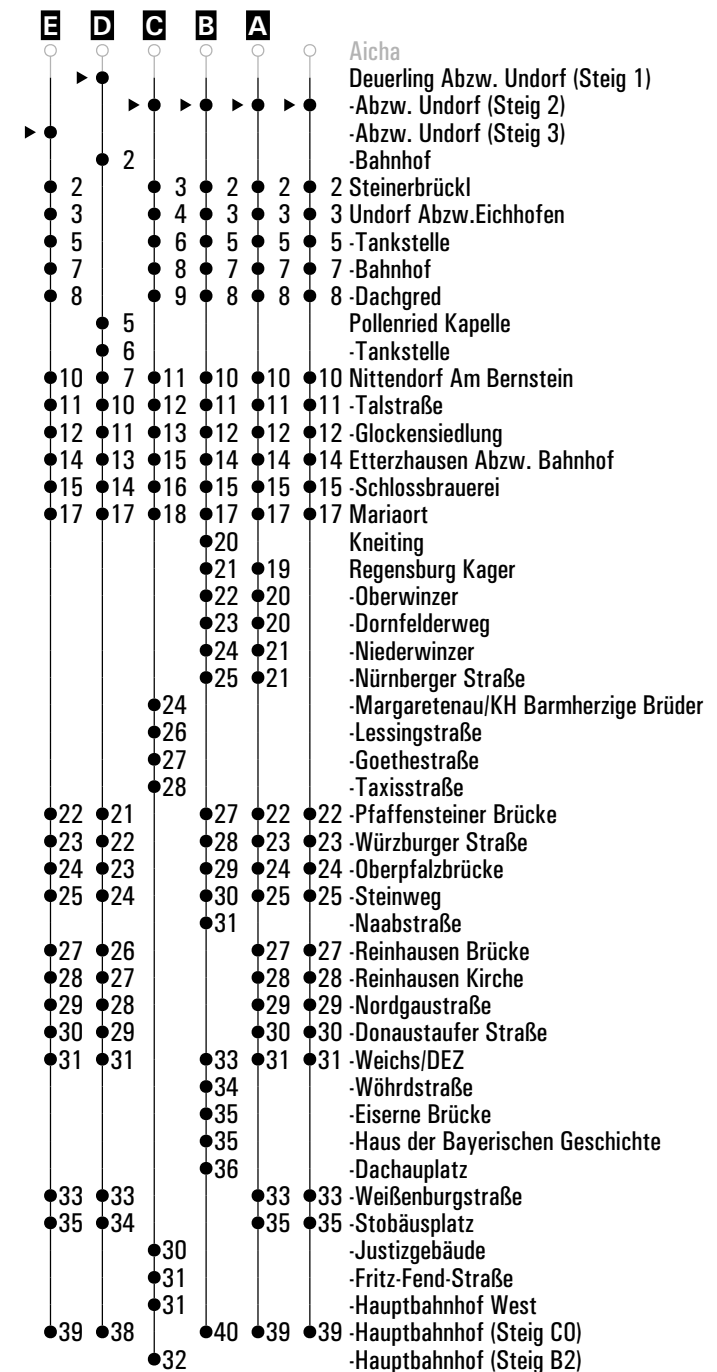 E D C B A
Aicha
Deuerling Abzw. Undorf (Steig 1)
-Abzw. Undorf (Steig 2)
-Abzw. Undorf (Steig 3)
2 -Bahnhof
2 3 2 2 2 Steinerbrückl
3 4 3 3 3 Undorf Abzw.Eichhofen
5 6 5 5 5 -Tankstelle
7 8 7 7 7 -Bahnhof
8 9 8 8 8 -Dachgred
5 Pollenried Kapelle
6 -Tankstelle
10 7 11 10 10 10 Nittendorf Am Bernstein
11 10 12 11 11 11 -Talstraße
12 11 13 12 12 12 -Glockensiedlung
14 13 15 14 14 14 Etterzhausen Abzw. Bahnhof
15 14 16 15 15 15 -Schlossbrauerei
17 17 18 17 17 17 Mariaort
20 Kneiting
21 19 Regensburg Kager
22 20 -Oberwinzer
23 20 -Dornfelderweg
24 21 -Niederwinzer
25 21 -Nürnberger Straße
24 -Margaretenau/KH Barmherzige Brüder
26 -Lessingstraße
27 -Goethestraße
28 -Taxisstraße
22 21 27 22 22 -Pfaffensteiner Brücke
23 22 28 23 23 -Würzburger Straße
24 23 29 24 24 -Oberpfalzbrücke
25 24 30 25 25 -Steinweg
31 -Naabstraße
27 26 27 27 -Reinhausen Brücke
28 27 28 28 -Reinhausen Kirche
29 28 29 29 -Nordgaustraße
30 29 30 30 -Donaustaufer Straße
31 31 33 31 31 -Weichs/DEZ
34 -Wöhrdstraße
35 -Eiserne Brücke
35 -Haus der Bayerischen Geschichte
36 -Dachauplatz
33 33 33 33 -Weißenburgstraße
35 34 35 35 -Stobäusplatz
30 -Justizgebäude
31 -Fritz-Fend-Straße
31 -Hauptbahnhof West
39 38 40 39 39 -Hauptbahnhof (Steig C0)
32 -Hauptbahnhof (Steig B2)